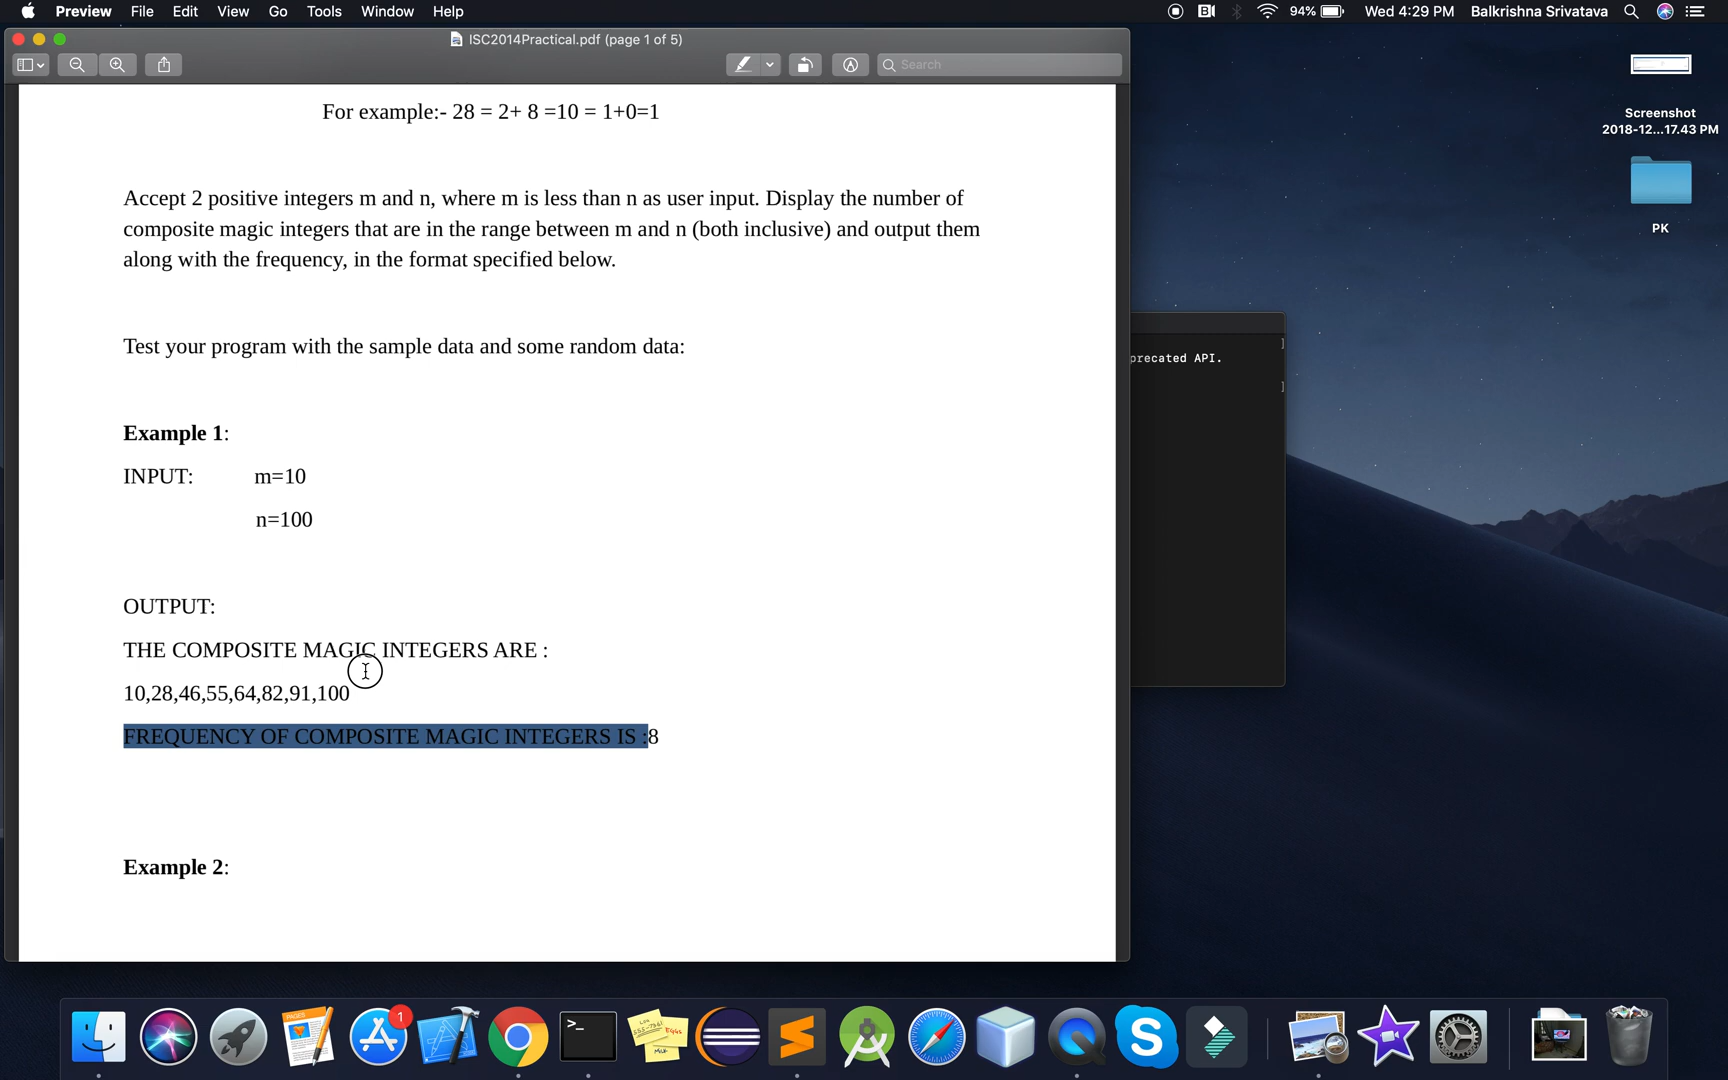 Preview File Edit View Go Tools Window Help 94% Wed 4:29 PM Balkrishna Srivatava
ISC2014Practical.pdf (page 1 of 5)
Search
For example:- 28 = 2+ 8 =10 = 1+0=1
Accept 2 positive integers m and n, where m is less than n as user input. Display the number of
composite magic integers that are in the range between m and n (both inclusive) and output them
along with the frequency, in the format specified below.
Test your program with the sample data and some random data:
Example 1:
INPUT: m=10
n=100
OUTPUT:
THE COMPOSITE MAGIC INTEGERS ARE :
10,28,46,55,64,82,91,100
FREQUENCY OF COMPOSITE MAGIC INTEGERS IS :8
Example 2:
precated API.
]
]
Screenshot
2018-12...17.43 PM
PK
PAGES
1
>_
EGGS
MILK